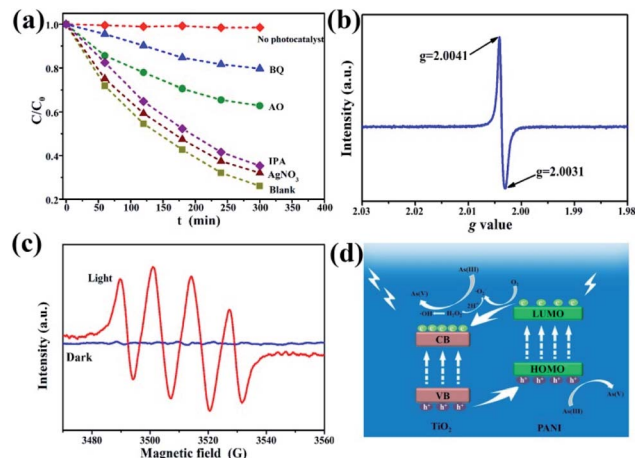 (a)
1.0
0.8
0.6
0.4
0.2
0.0
C/C₀
0 50 100 150 200 250 300 350 400
t (min)
No photocatalyst
BQ
AO
IPA
AgNO₃
Blank
(b)
Intensity (a.u.)
g=2.0041
g=2.0031
2.03 2.01 2.00 1.99 1.98
g value
(c)
Intensity (a.u.)
Light
Dark
3480 3500 3520 3540 3560
Magnetic field (G)
(d)
As(III)
As(V)
·O₂
O₂
·OH
H₂O₂
2H⁺
CB
LUMO
HOMO
VB
h⁺ h⁺ h⁺ h⁺
h⁺ h⁺ h⁺ h⁺
As(V)
As(III)
TiO₂
PANI